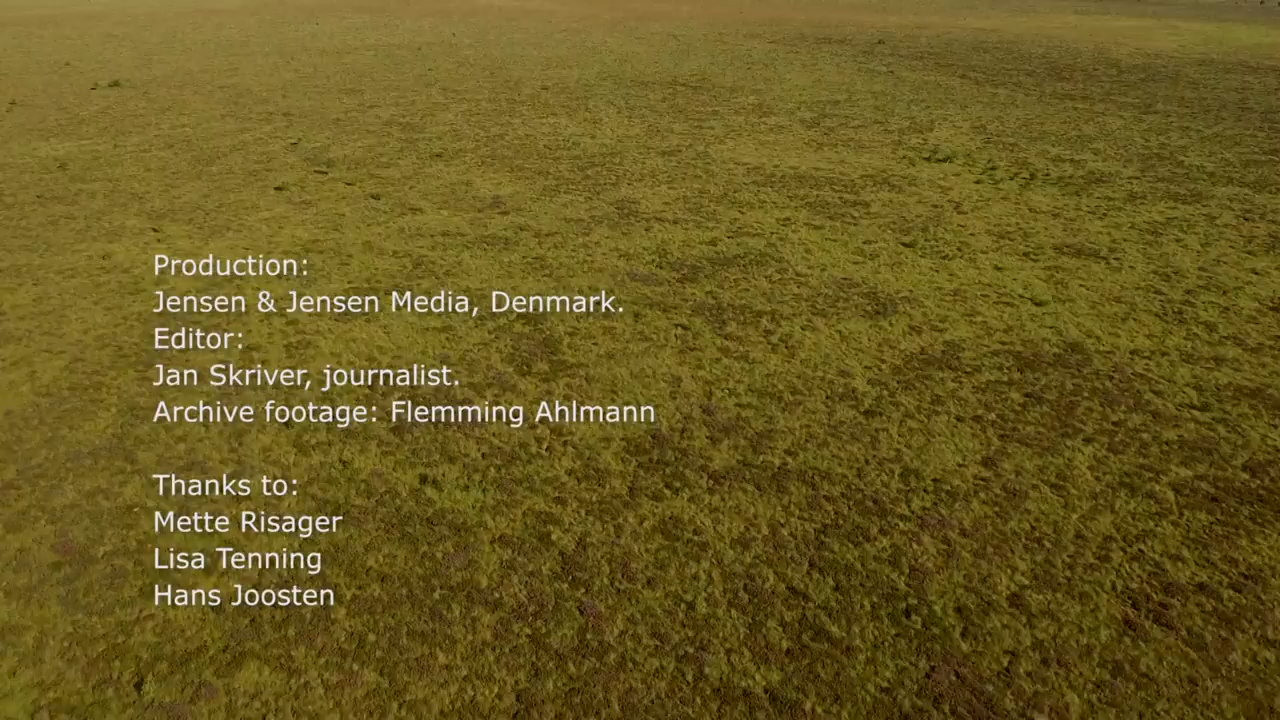 Production:
Jensen & Jensen Media, Denmark.
Editor:
Jan Skriver, journalist.
Archive footage: Flemming Ahlmann
Thanks to:
Mette Risager
Lisa Tenning
Hans Joosten